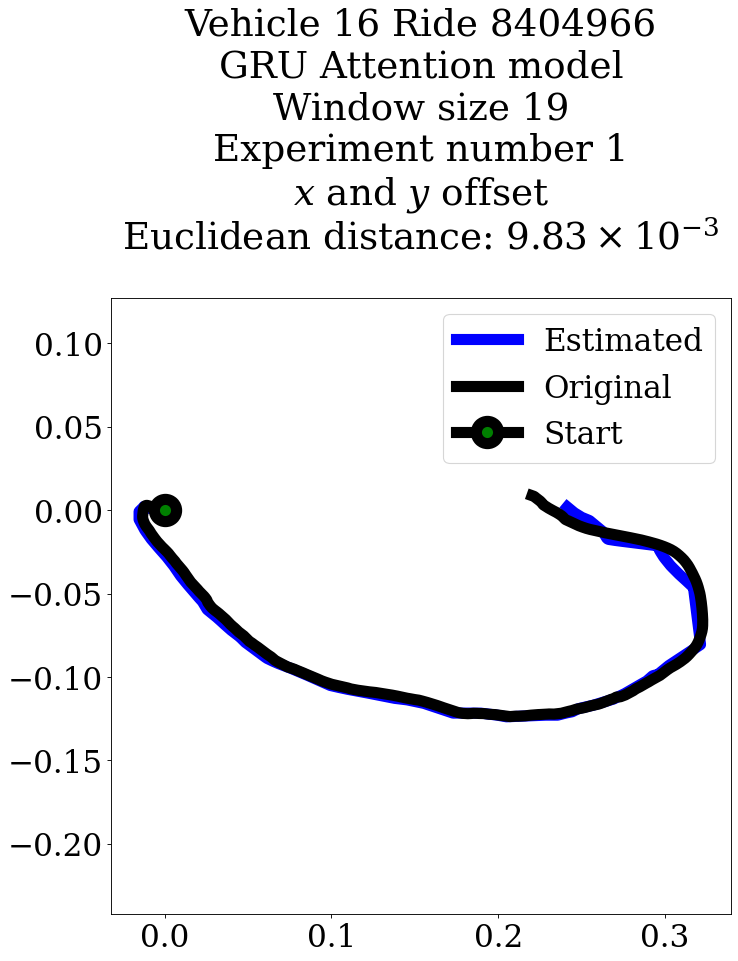 Vehicle 16 Ride 8404966
GRU Attention model
Window size 19
Experiment number 1
x and y offset
Euclidean distance: 9.83 × 10⁻³
Estimated
Original
Start
0.10
0.05
0.00
−0.05
−0.10
−0.15
−0.20
0.0 0.1 0.2 0.3